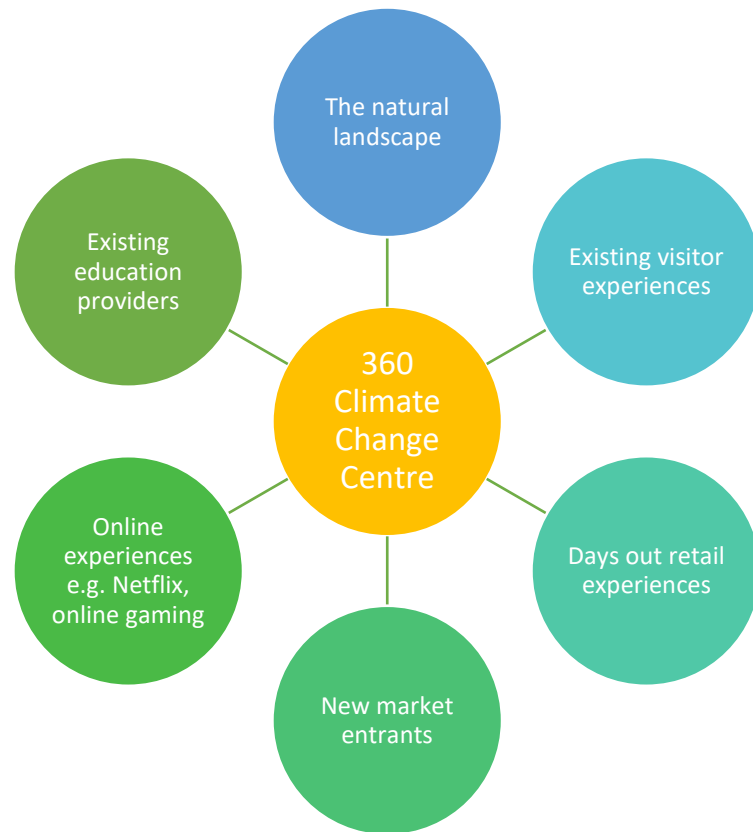 The natural
landscape
Existing visitor
experiences
Days out retail
experiences
New market
entrants
Online
experiences
e.g. Netflix,
online gaming
Existing
education
providers
360
Climate
Change
Centre